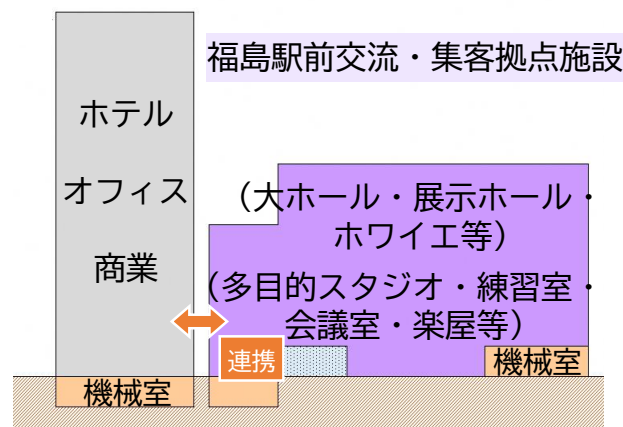 福島駅前交流・集客拠点施設
ホテル
オフィス
商業
（大ホール・展示ホール・
ホワイエ等）
（多目的スタジオ・練習室・
会議室・楽屋等）
連携
機械室
機械室